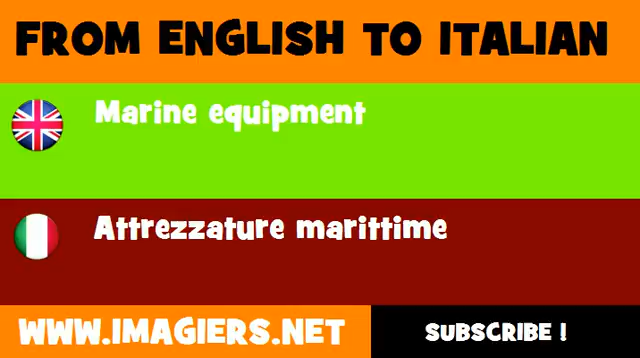 FROM ENGLISH TO ITALIAN
Marine equipment
Attrezzature marittime
WWW.IMAGIERS.NET
SUBSCRIBE !